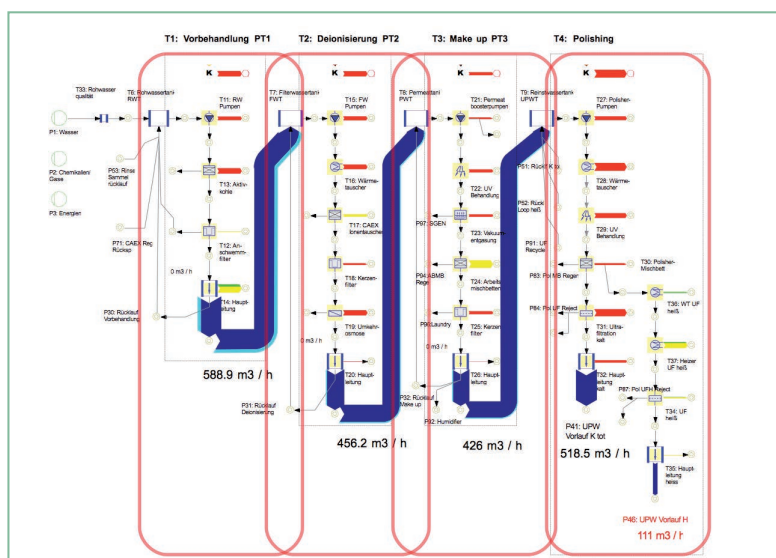 T1: Vorbehandlung PT1
T2: Deionisierung PT2
T3: Make up PT3
T4: Polishing
K
K
K
K
T33: Rohwasser
qualität
T6: Rohwassertank
RWT
T11: RW
Pumpen
T7: Filterwassertank
FWT
T15: FW
Pumpen
T8: Permeattank
PWT
T21: Permeat
boosterpumpen
T9: Reinstwassertank
UPWT
T27: Polisher-
Pumpen
P1: Wasser
P53: Rinse
Sammel
rücklauf
T13: Aktiv-
kohle
T16: Wärme-
tauscher
T22: UV
Behandlung
P51: Rückl K tot
T28: Wärme-
tauscher
P2: Chemikalien/
Gase
P52: Rückl
Loop heiß
P3: Energien
T17: CAEX
Ionentauscher
P97: SGEN
T23: Vakuum-
entgasung
T29: UV
Behandlung
P71: CAEX Reg
Rücksp
T12: An-
schwemm-
filter
P91: UF
Recycle
P83: Pol MB Reger
T30: Polisher-
Mischbett
T18: Kerzen-
filter
P94: ABMB
Rege
T24: Arbeits
mischbetten
0 m3 / h
T14: Haupt-
leitung
P84: Pol UF Reject
T36: WT UF
heiß
P30: Rücklauf
Vorbehandlung
T19: Umkehr-
osmose
P96: Laundry
T25: Kerzen
filter
T31: Ultra-
filtration
kalt
0 m3 / h
0 m3 / h
T37: Heizer
UF heiß
T20: Haupt-
leitung
T26: Haupt-
leitung
T32: Haupt-
leitung
kalt
588.9 m3 / h
P31: Rücklauf
Deionisierung
P32: Rücklauf
Make up
P87: Pol UFH Reject
P92: Humidifier
T34: UF
heiß
P41: UPW
Vorlauf K tot
456.2 m3 / h
426 m3 / h
518.5 m3 / h
T35: Haupt-
leitung
heiss
P46: UPW Vorlauf H
111 m3 / h